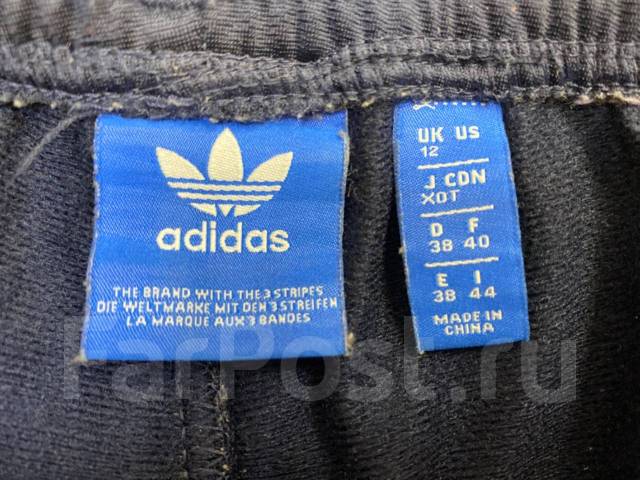 adidas
THE BRAND WITH THE 3 STRIPES
DIE WELTMARKE MIT DEN 3 STREIFEN
LA MARQUE AUX 3 BANDES
UK US
12
J CDN
XOT
D F
38 40
E I
38 44
MADE IN
CHINA
FarPost.ru